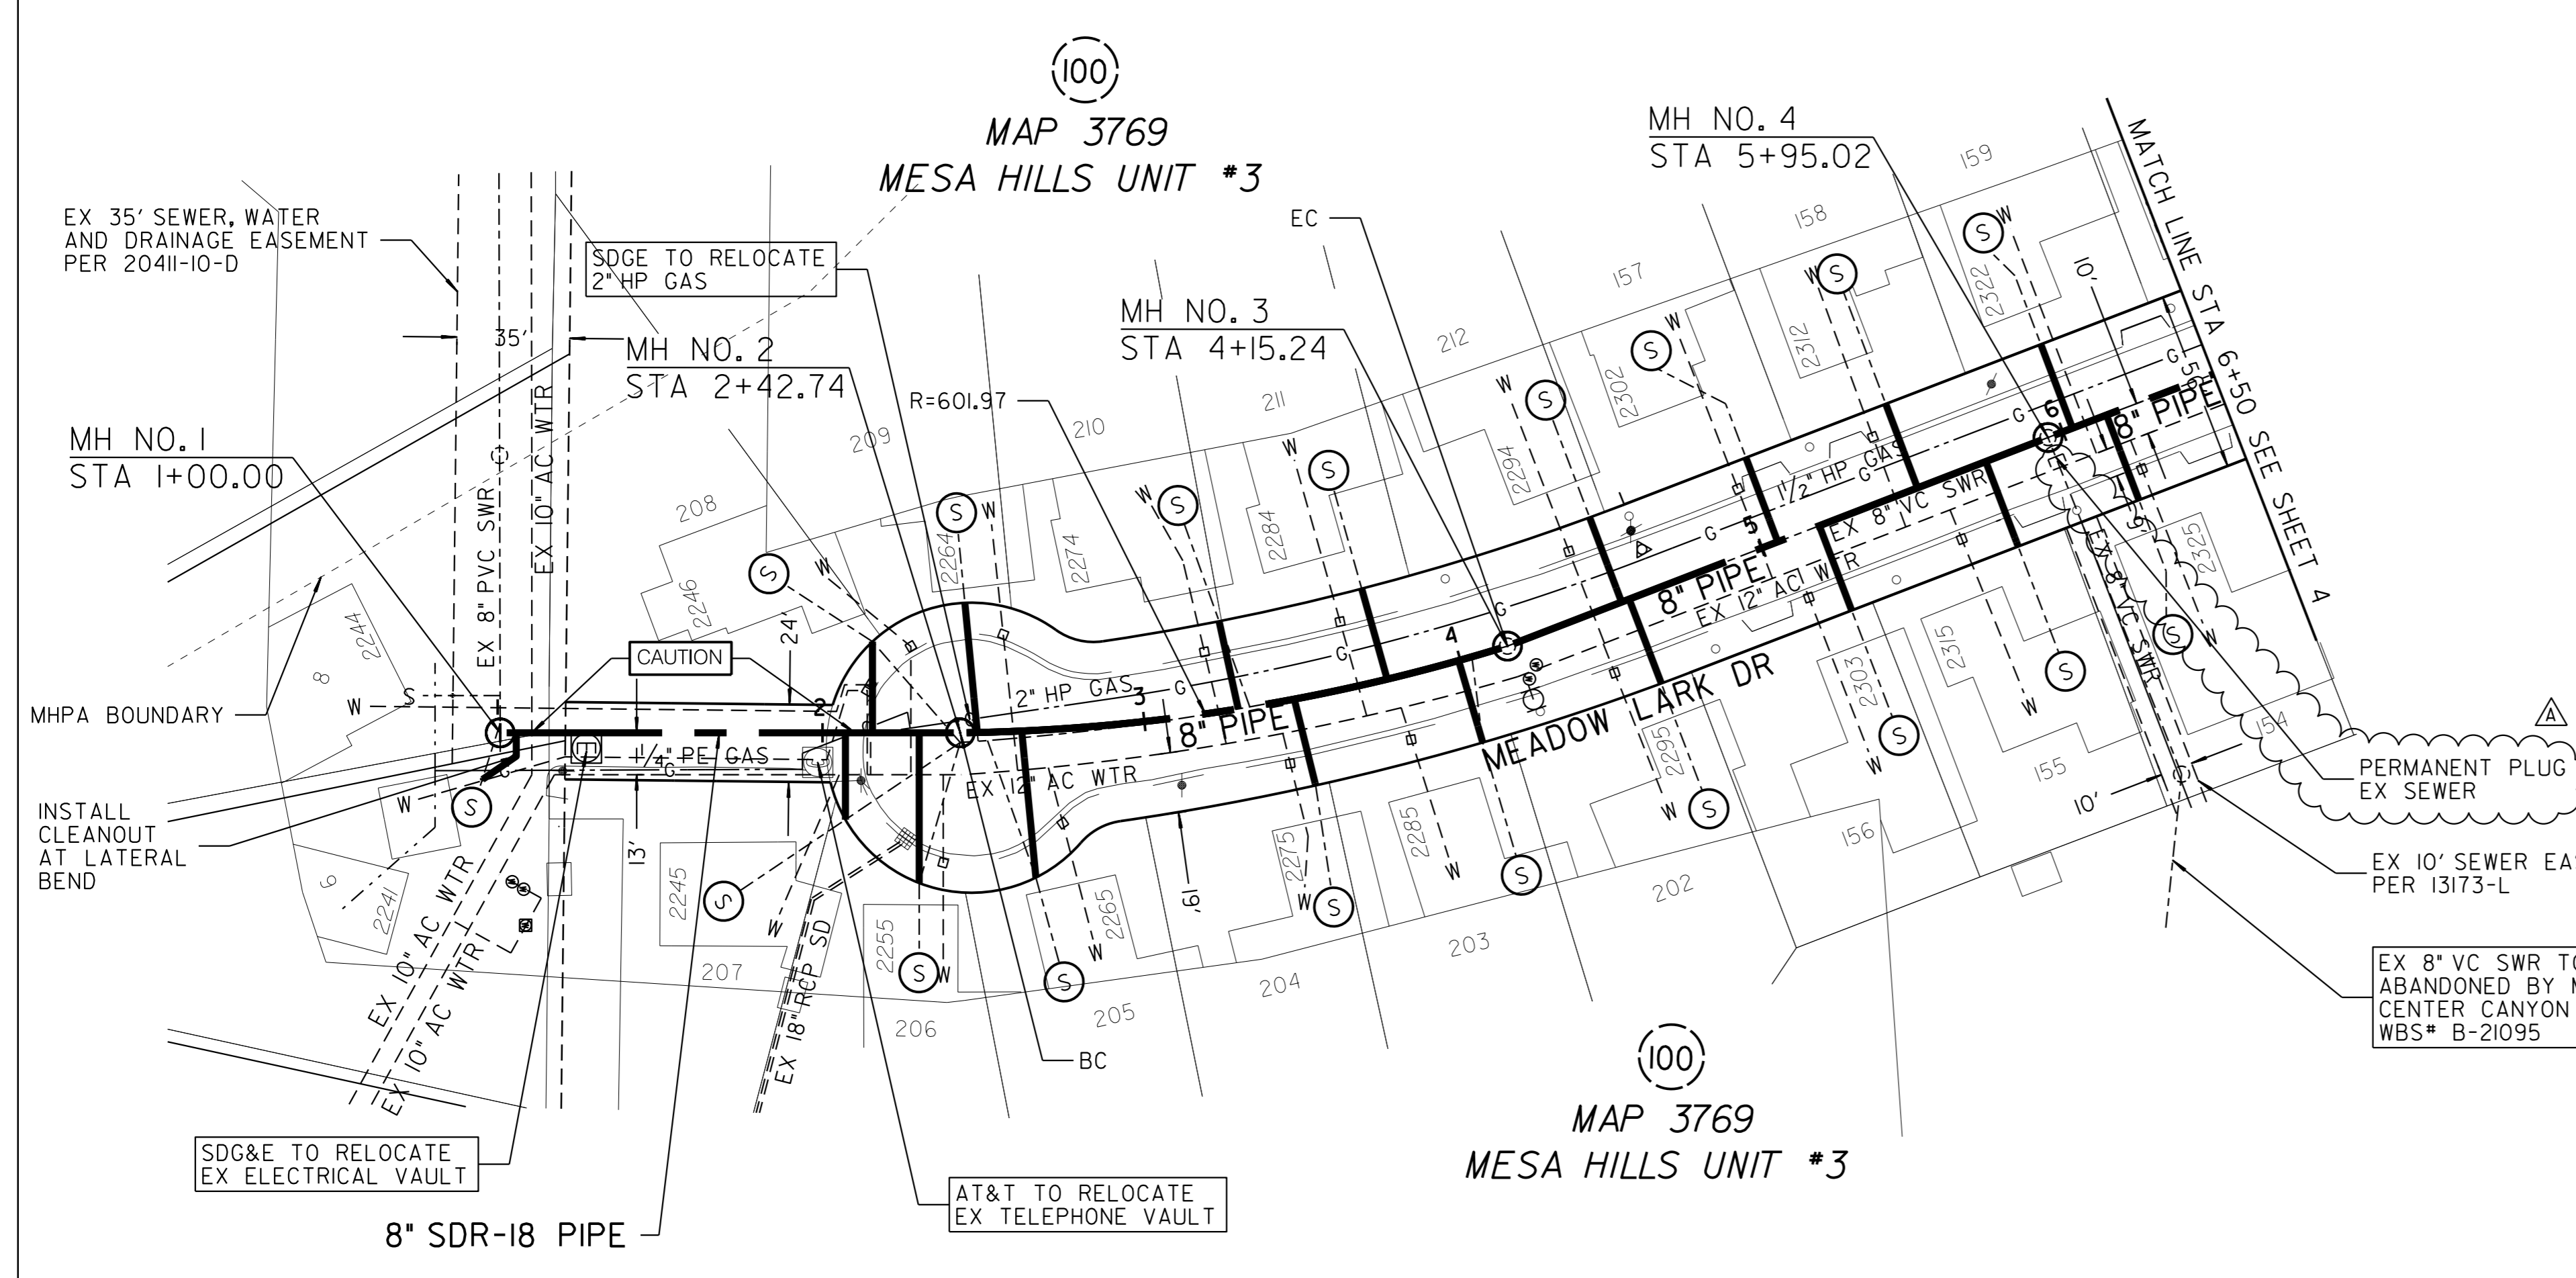 100
MAP 3769
MESA HILLS UNIT #3
EX 35' SEWER, WATER
AND DRAINAGE EASEMENT
PER 20411-10-D
SDGE TO RELOCATE
2" HP GAS
35'
MH NO. 1
STA 1+00.00
MH NO. 2
STA 2+42.74
MH NO. 3
STA 4+15.24
MH NO. 4
STA 5+95.02
EC
R=601.97
MATCH LINE STA 6+50 SEE SHEET 4
EX 8" PVC SWR
EX 10" AC WTR
MHPA BOUNDARY
INSTALL
CLEANOUT
AT LATERAL
BEND
CAUTION
24'
13'
1 1/4" PE GAS
2" HP GAS
1 1/2" HP GAS
8" PIPE
8" PIPE
8" PIPE
EX 12" AC WTR
EX 12" AC WTR
EX 8" VC SWR
EX 8" VC SWR
MEADOW LARK DR
2
3
4
5
6
10'
19'
9'
10'
208
209
210
211
212
157
158
159
2244
2246
2264
2274
2284
2294
2302
2312
2322
8
2241
2245
2255
2265
2275
2285
2295
2303
2315
2325
207
206
205
204
203
202
156
155
154
EX 10" AC WTR
EX 10" AC WTR
EX 18" RCP SD
BC
A
PERMANENT PLUG
EX SEWER
EX 10' SEWER EA
PER 13173-L
EX 8" VC SWR TO
ABANDONED BY M
CENTER CANYON
WBS# B-21095
SDG&E TO RELOCATE
EX ELECTRICAL VAULT
AT&T TO RELOCATE
EX TELEPHONE VAULT
8" SDR-18 PIPE
100
MAP 3769
MESA HILLS UNIT #3